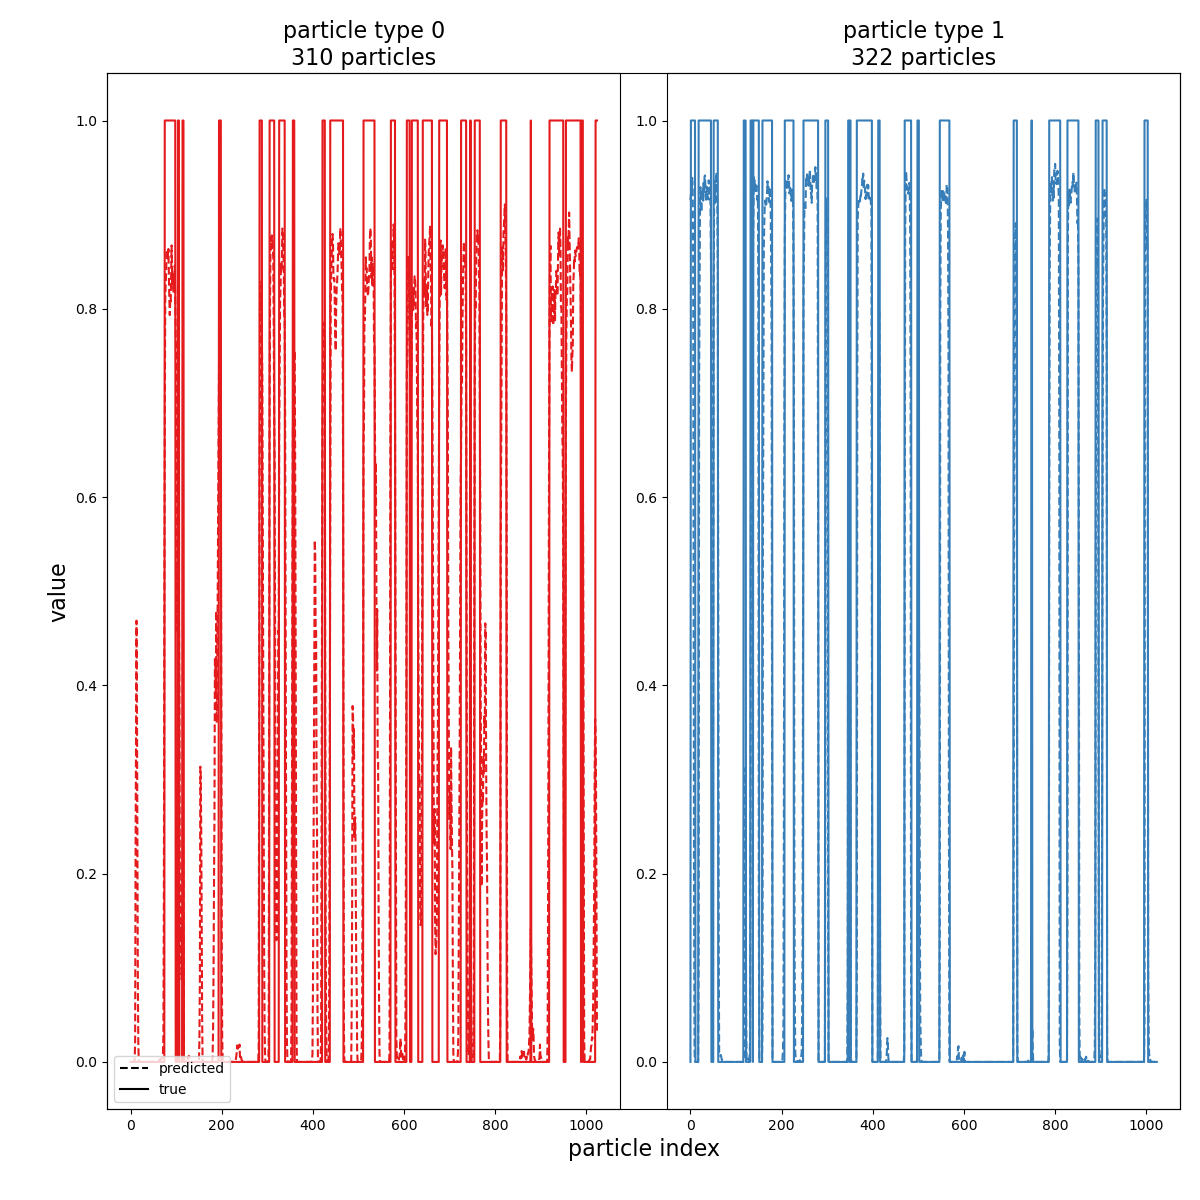 particle type 0
310 particles
particle type 1
322 particles
value
1.0
0.8
0.6
0.4
0.2
0.0
1.0
0.8
0.6
0.4
0.2
0.0
predicted
true
0 200 400 600 800 1000
0 200 400 600 800 1000
particle index